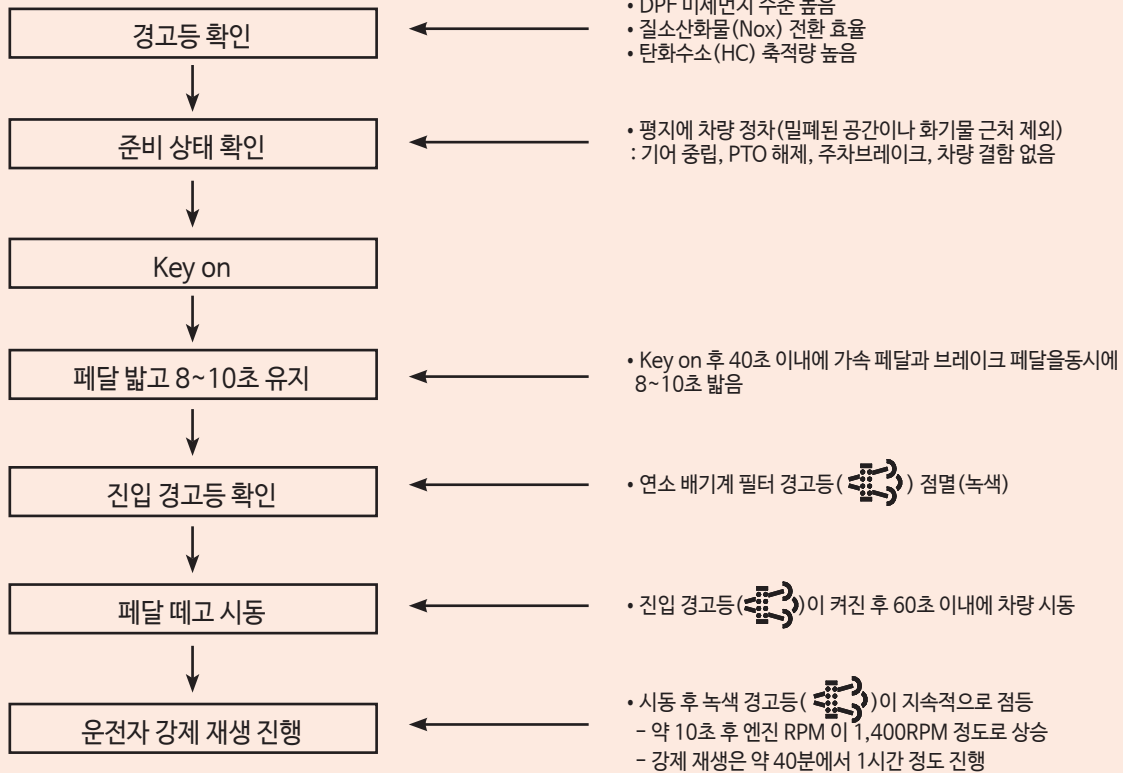 • DPF 미세먼지 수준 높음
경고등 확인
• 질소산화물(Nox) 전환 효율
• 탄화수소(HC) 축적량 높음
준비 상태 확인
• 평지에 차량 정차(밀폐된 공간이나 화기물 근처 제외)
: 기어 중립, PTO 해제, 주차브레이크, 차량 결함 없음
Key on
페달 밟고 8~10초 유지
• Key on 후 40초 이내에 가속 페달과 브레이크 페달을동시에
8~10초 밟음
진입 경고등 확인
• 연소 배기계 필터 경고등( ) 점멸(녹색)
페달 떼고 시동
• 진입 경고등( )이 켜진 후 60초 이내에 차량 시동
운전자 강제 재생 진행
• 시동 후 녹색 경고등( )이 지속적으로 점등
- 약 10초 후 엔진 RPM 이 1,400RPM 정도로 상승
- 강제 재생은 약 40분에서 1시간 정도 진행